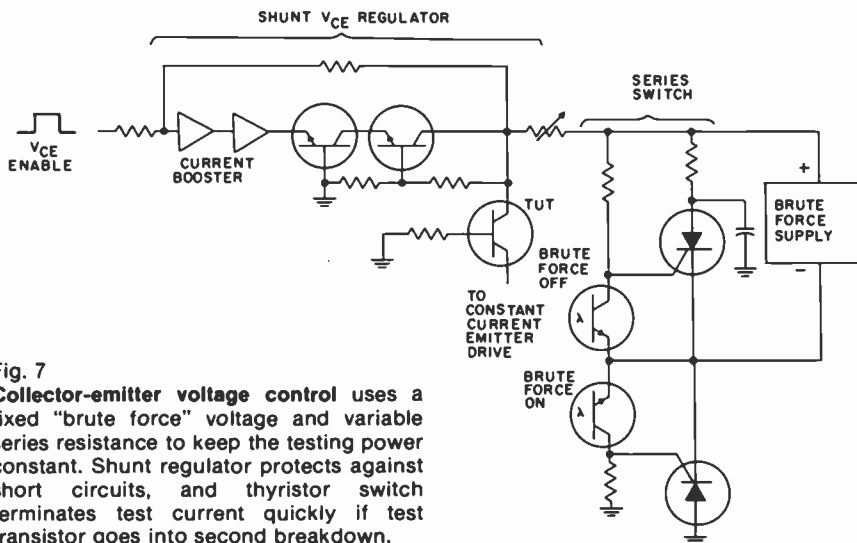 SHUNT VCE REGULATOR
SERIES
SWITCH
VCE
ENABLE
CURRENT
BOOSTER
TUT
BRUTE
FORCE
OFF
+
BRUTE
FORCE
SUPPLY
−
λ
TO
CONSTANT
CURRENT
EMITTER
DRIVE
BRUTE
FORCE
ON
λ
Fig. 7
Collector-emitter voltage control uses a
fixed "brute force" voltage and variable
series resistance to keep the testing power
constant. Shunt regulator protects against
short circuits, and thyristor switch
terminates test current quickly if test
transistor goes into second breakdown.